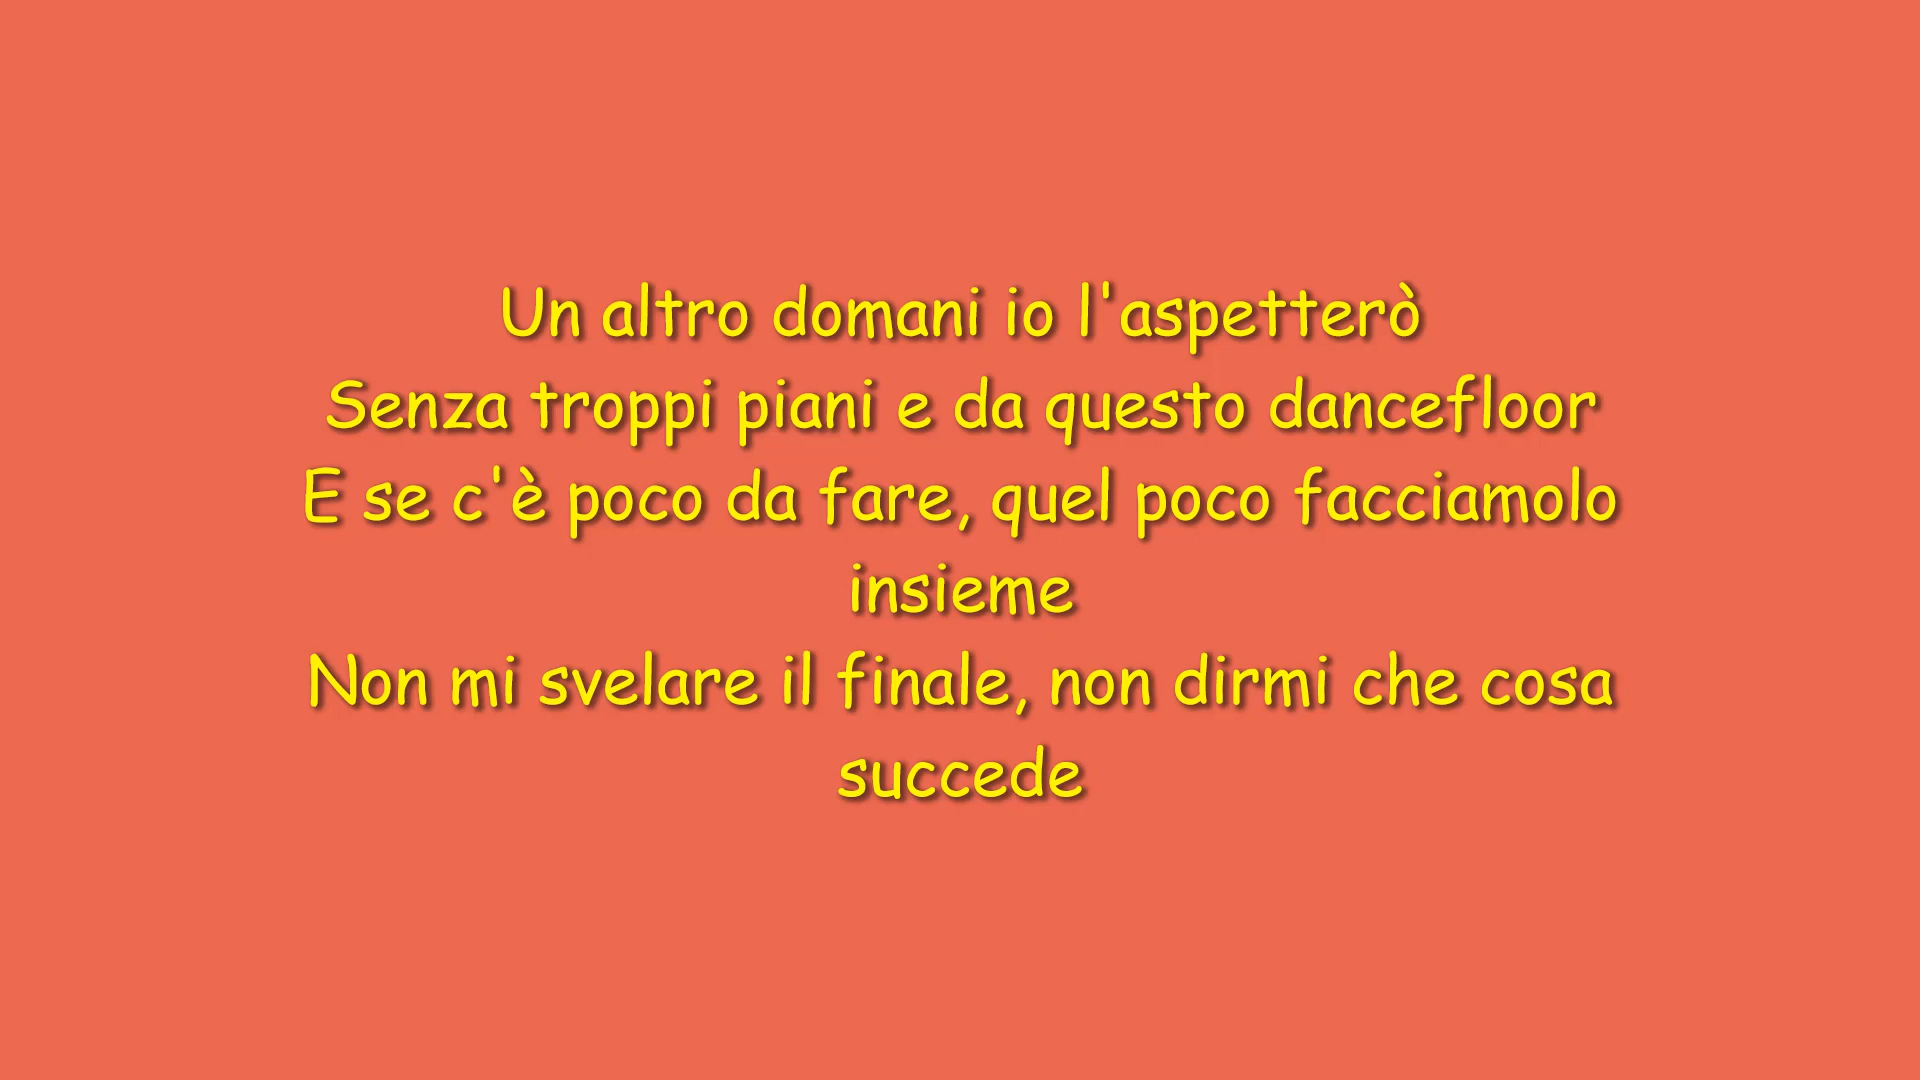 Un altro domani io l'aspetterò
Senza troppi piani e da questo dancefloor
E se c'è poco da fare, quel poco facciamolo
insieme
Non mi svelare il finale, non dirmi che cosa
succede